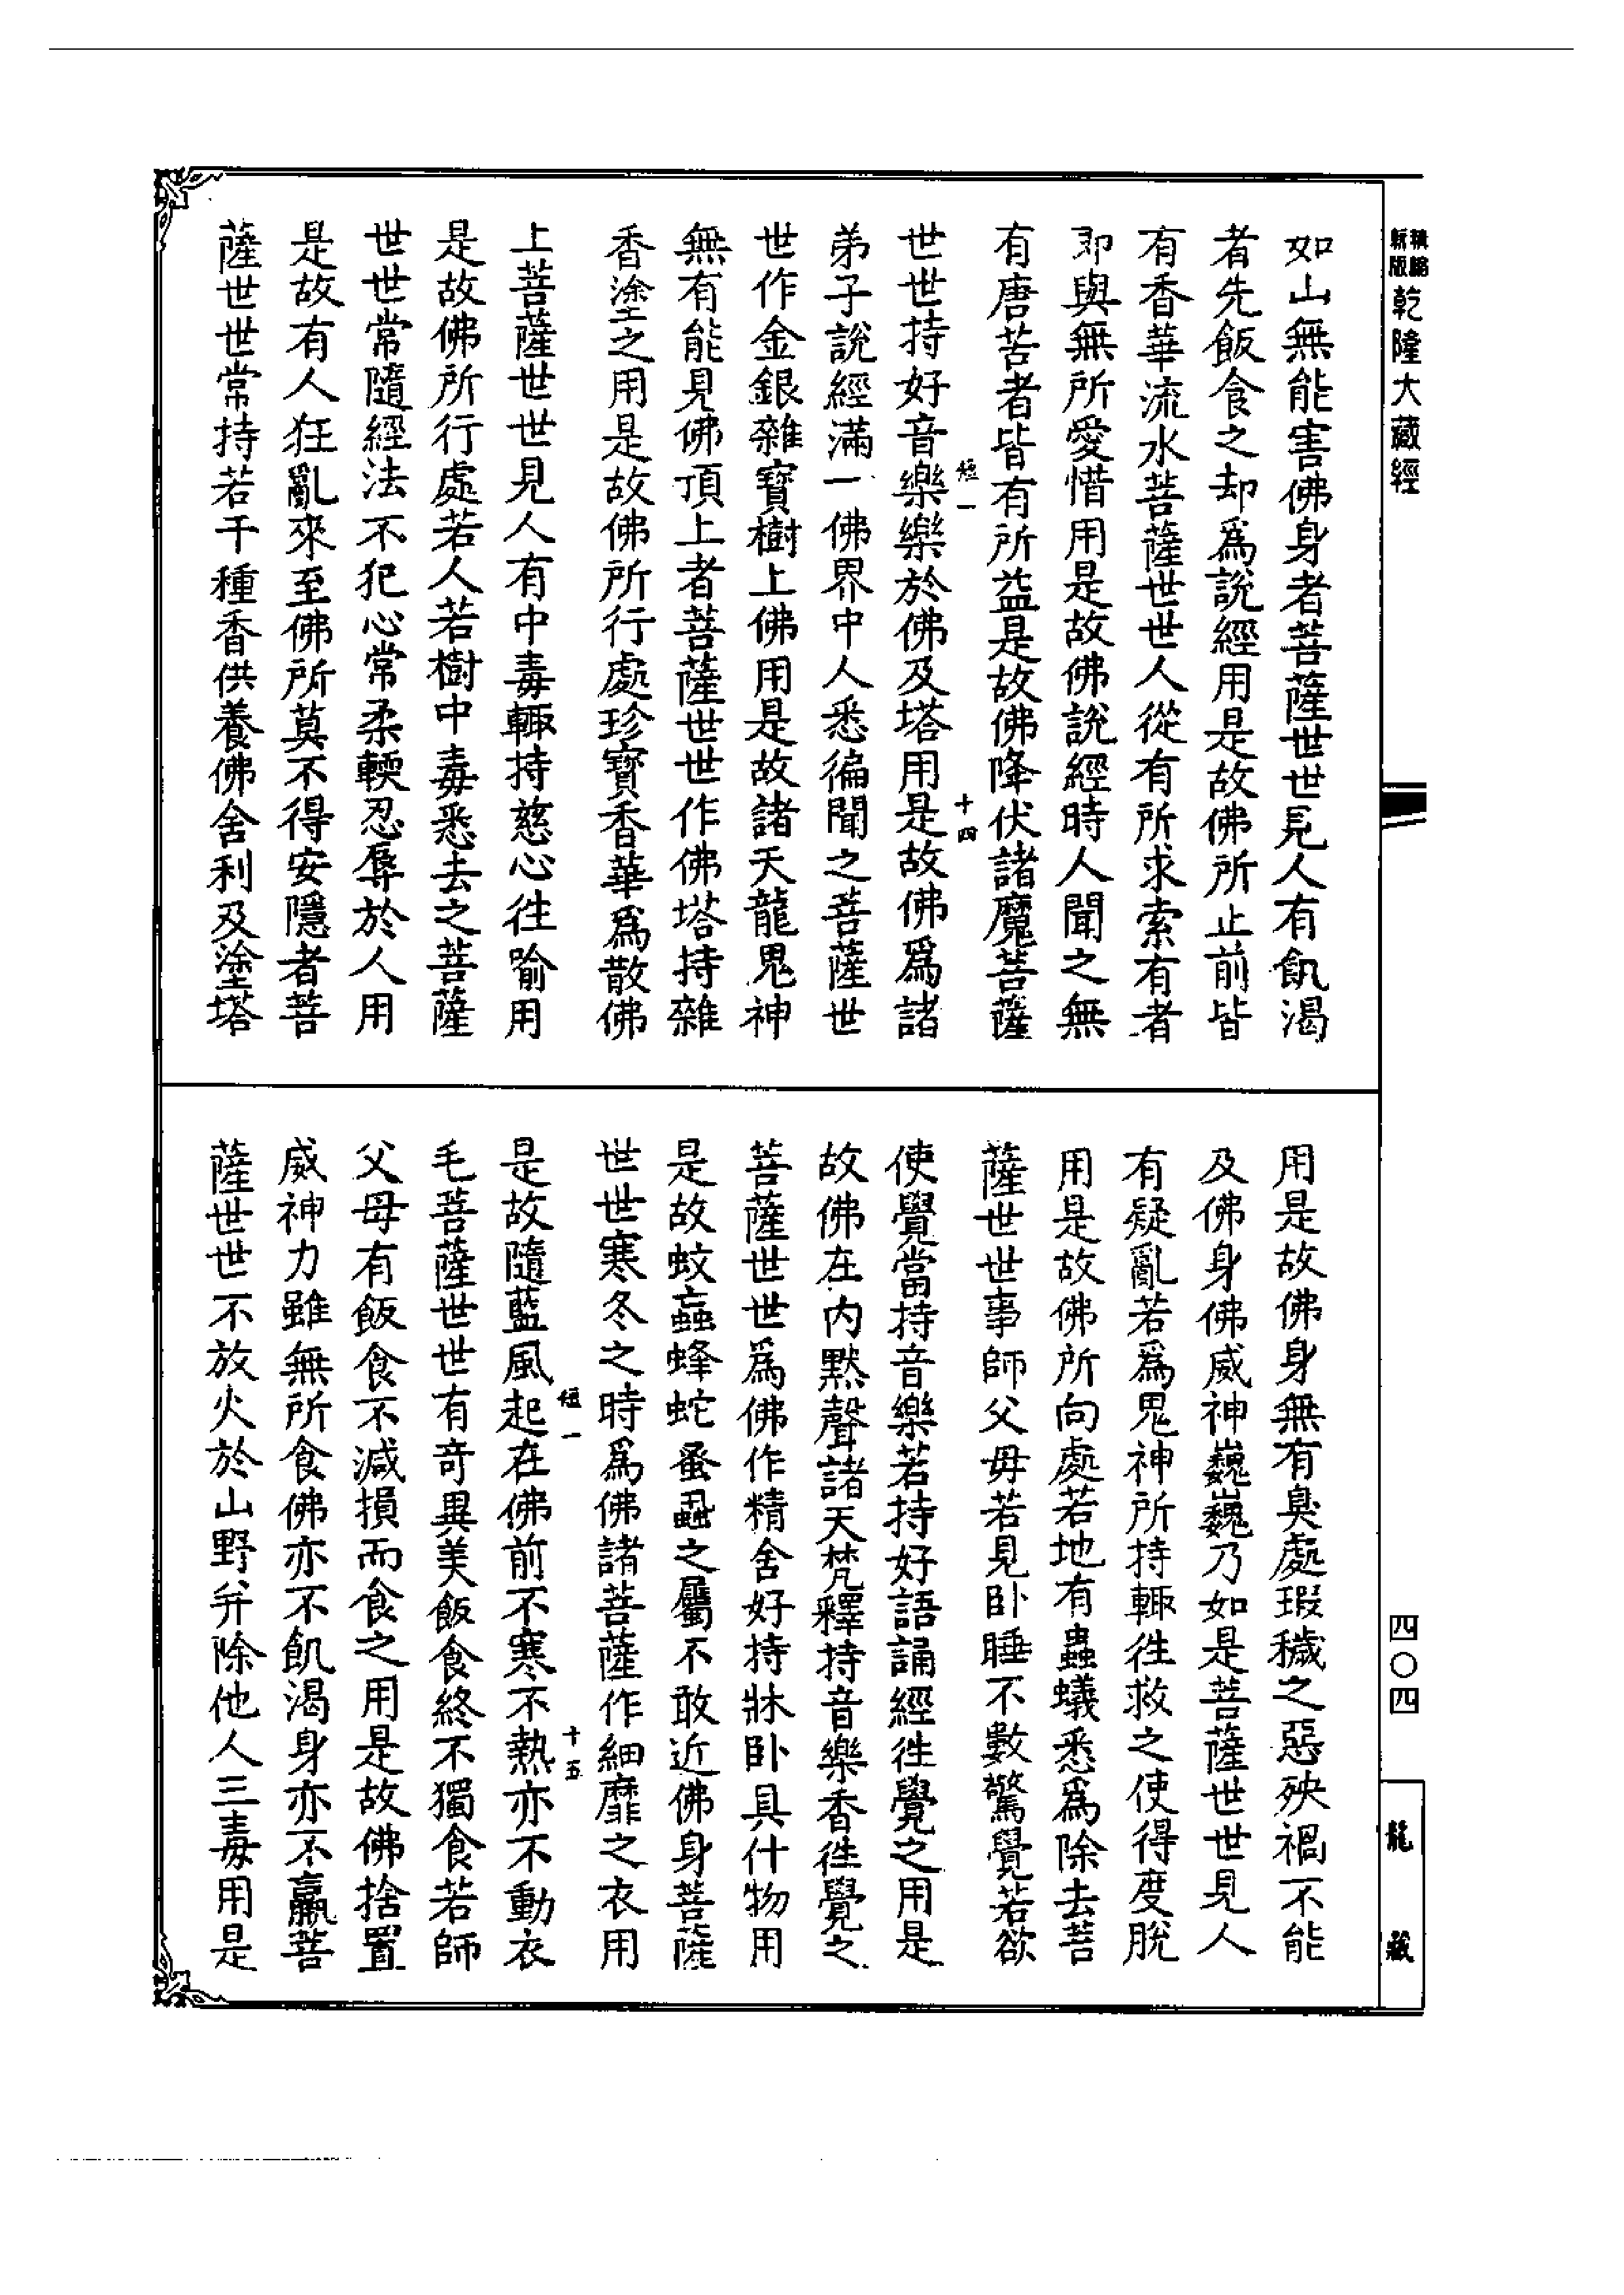 新版精縮乾隆大藏經
如山無能害佛身者菩薩世世見人有飢渴
者先飯食之却為說經用是故佛所止前皆
有香華流水菩薩世世人從有所求索有者
即與無所愛惜用是故佛說經時人聞之無
有唐苦者皆有所益是故佛降伏諸魔菩薩
短一
十四
世世持好音樂樂於佛及塔用是故佛爲諸
弟子說經滿一佛界中人悉徧聞之菩薩世
世作金銀雜寶樹上佛用是故諸天龍鬼神
無有能見佛頂上者菩薩世世作佛塔持雜
香塗之用是故佛所行處珍寶香華爲散佛
上菩薩世世見人有中毒輒持慈心往喻用
是故佛所行處若人若樹中毒悉去之菩薩
世世常隨經法不犯心常柔輭忍辱於人用
是故有人狂亂來至佛所莫不得安隱者菩
薩世世常持若干種香供養佛舍利及塗塔
用是故佛身無有臭處瑕穢之惡殃禍不能
及佛身佛威神巍巍乃如是菩薩世世見人
有疑亂若爲鬼神所持輒徃救之使得度脫
用是故佛所向處若地有蟲蟻悉爲除去菩
薩世世事師父母若見卧睡不數驚覺若欲
使覺當持音樂若持好語誦經徃覺之用是
故佛在內默聲諸天梵釋持音樂香徃覺之
菩薩世世爲佛作精舍好持牀卧具什物用
是故蚊䖟蜂蛇蚤蝨之屬不敢近佛身菩薩
世世寒冬之時爲佛諸菩薩作細靡之衣用
短一
十五
是故隨藍風起在佛前不寒不熱亦不動衣
毛菩薩世世有奇異美飯食終不獨食若師
父母有飯食不減損而食之用是故佛捨置
威神力雖無所食佛亦不飢渴身亦不羸菩
薩世世不放火於山野并除他人三毒用是
四〇四
龍藏